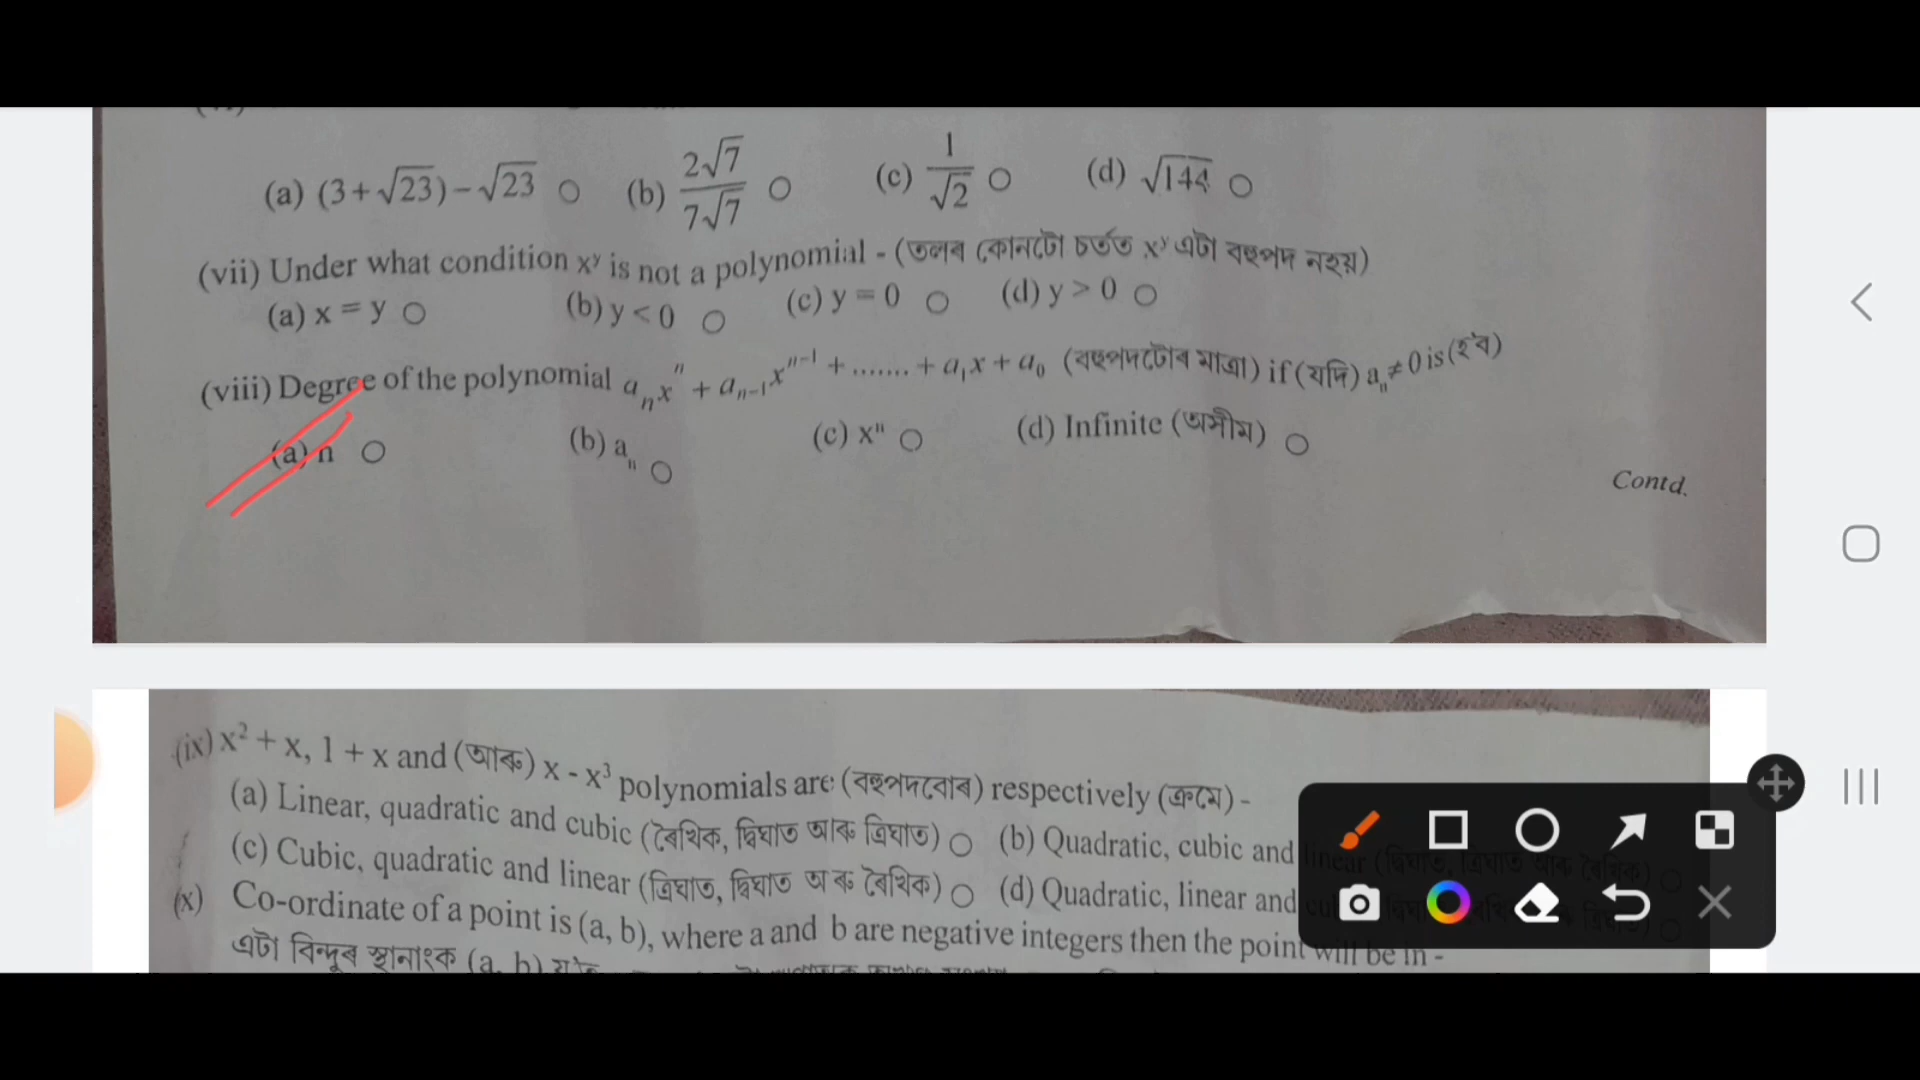 (a) (3+√23)-√23 ○ (b) 2√7/7√7 ○ (c) 1/√2 ○ (d) √144 ○
(vii) Under what condition xʸ is not a polynomial - (তলৰ কোনটো চৰ্তত xʸ এটা বহুপদ নহয়)
(a) x = y ○ (b) y < 0 ○ (c) y = 0 ○ (d) y > 0 ○
(viii) Degree of the polynomial aₙxⁿ + aₙ₋₁xⁿ⁻¹ + ....... + a₁x + a₀ (বহুপদটোৰ মাত্ৰা) if (যদি) aₙ ≠ 0 is (হ'ব)
(a) n ○ (b) aₙ ○ (c) xⁿ ○ (d) Infinite (অসীম) ○
Contd.
(ix) x² + x, 1 + x and (আৰু) x - x³ polynomials are (বহুপদবোৰ) respectively (ক্ৰমে) -
(a) Linear, quadratic and cubic (ৰৈখিক, দ্বিঘাত আৰু ত্ৰিঘাত) ○ (b) Quadratic, cubic and linear (দ্বিঘাত, ত্ৰিঘাত আৰু ৰৈখিক) ○
(c) Cubic, quadratic and linear (ত্ৰিঘাত, দ্বিঘাত আৰু ৰৈখিক) ○ (d) Quadratic, linear and
(x) Co-ordinate of a point is (a, b), where a and b are negative integers then the point will be in -
এটা বিন্দুৰ স্থানাংক (a, b)